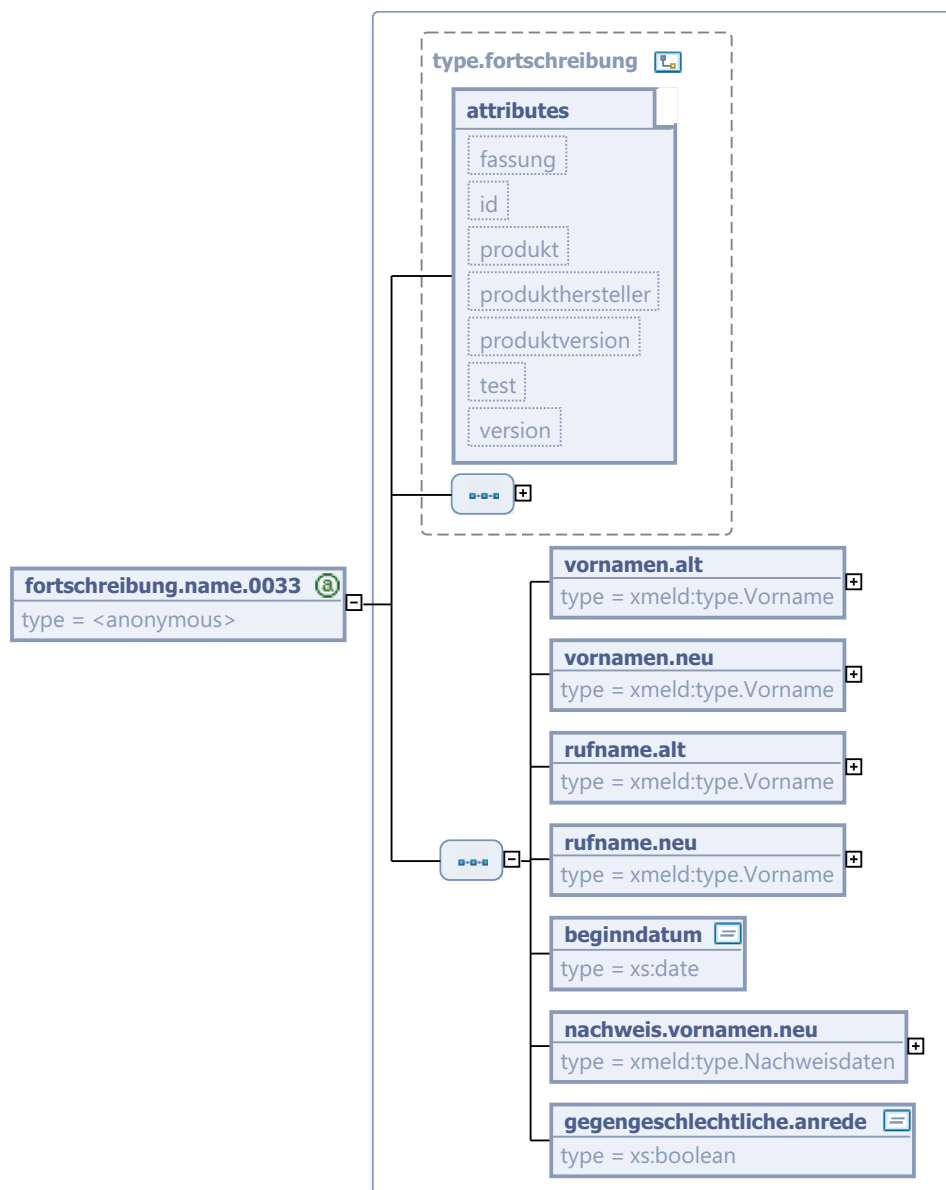 type.fortschreibung
attributes
fassung
id
produkt
produkthersteller
produktversion
test
version
fortschreibung.name.0033 @
type = <anonymous>
vornamen.alt
type = xmeld:type.Vorname
vornamen.neu
type = xmeld:type.Vorname
rufname.alt
type = xmeld:type.Vorname
rufname.neu
type = xmeld:type.Vorname
beginndatum
type = xs:date
nachweis.vornamen.neu
type = xmeld:type.Nachweisdaten
gegengeschlechtliche.anrede
type = xs:boolean